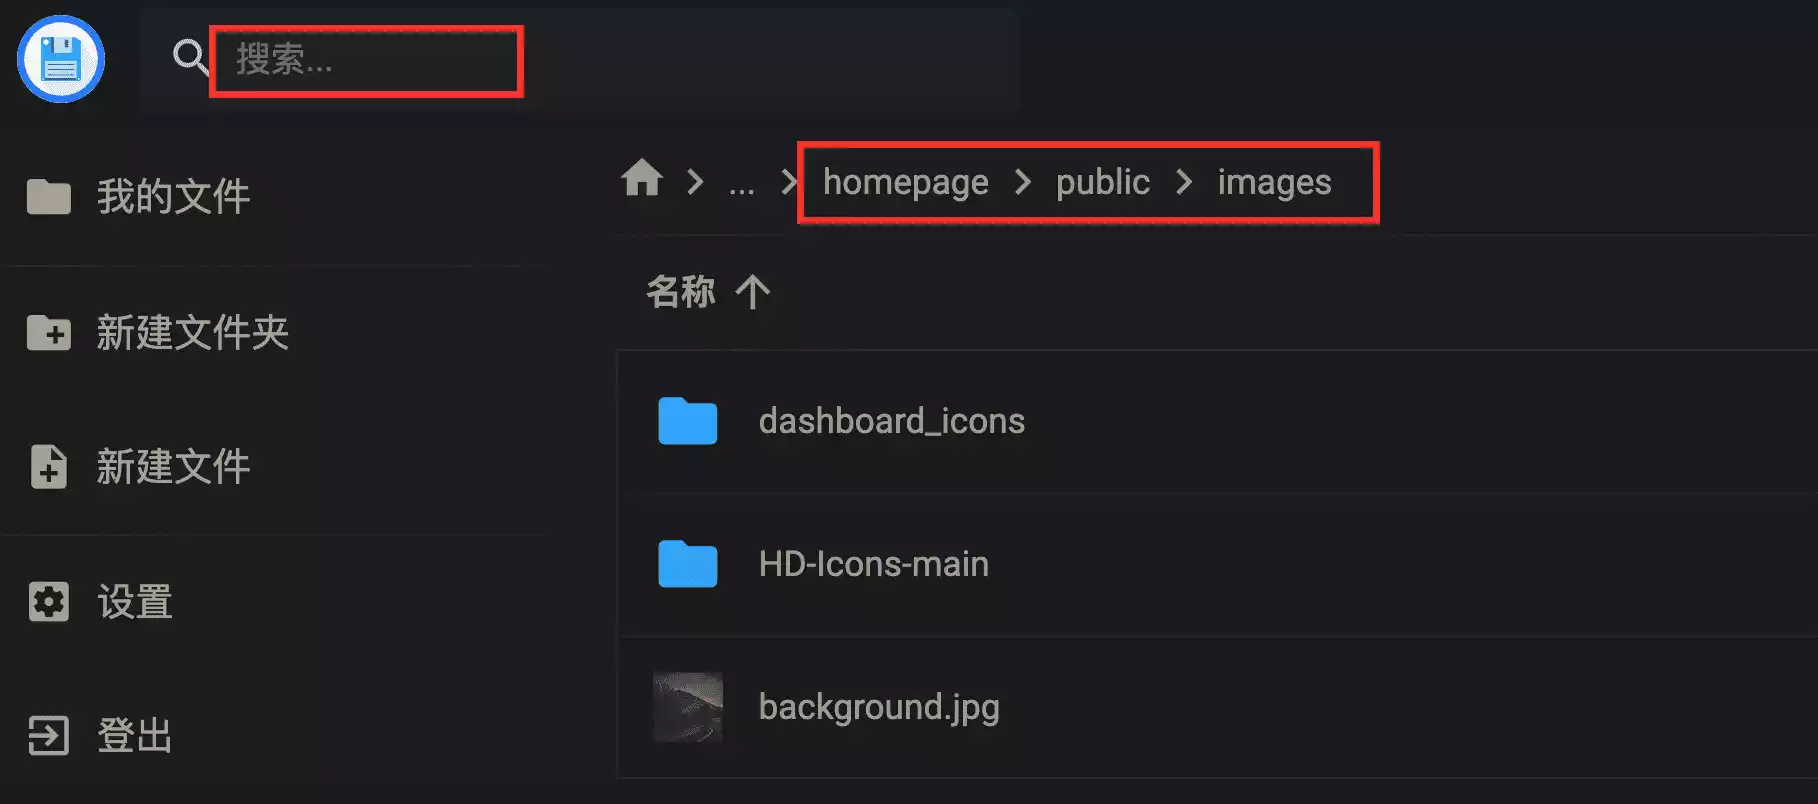 搜索...
我的文件
新建文件夹
新建文件
设置
登出
... homepage public images
名称
dashboard_icons
HD-Icons-main
background.jpg